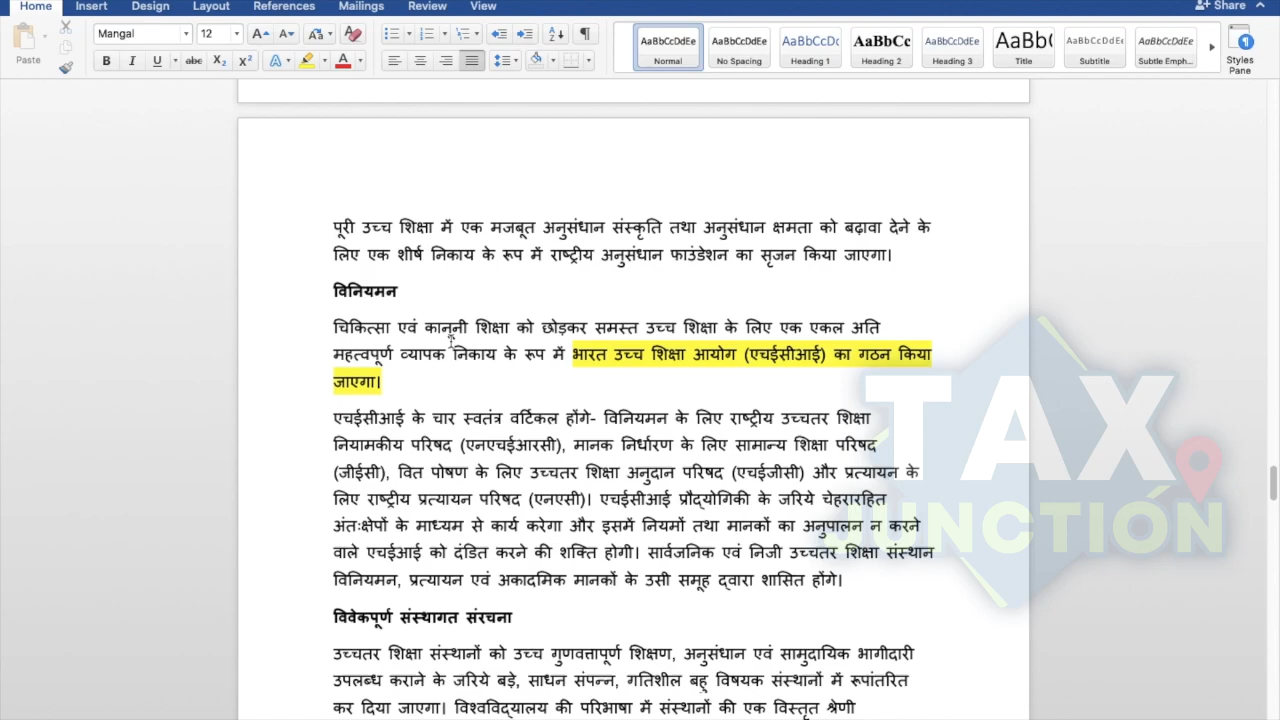 Home Insert Design Layout References Mailings Review View Share
Mangal 12
Paste
AaBbCcDdEe AaBbCcDdEe AaBbCcDc AaBbCc AaBbCcDdEe AaBb( AaBbCcDdEe AaBbCcDdEe
Normal No Spacing Heading 1 Heading 2 Heading 3 Title Subtitle Subtle Emph...
Styles
Pane
पूरी उच्च शिक्षा में एक मजबूत अनुसंधान संस्कृति तथा अनुसंधान क्षमता को बढ़ावा देने के
लिए एक शीर्ष निकाय के रूप में राष्ट्रीय अनुसंधान फाउंडेशन का सृजन किया जाएगा।
विनियमन
चिकित्सा एवं कानूनी शिक्षा को छोड़कर समस्त उच्च शिक्षा के लिए एक एकल अति
महत्वपूर्ण व्यापक निकाय के रूप में भारत उच्च शिक्षा आयोग (एचईसीआई) का गठन किया
जाएगा।
एचईसीआई के चार स्वतंत्र वर्टिकल होंगे- विनियमन के लिए राष्ट्रीय उच्चतर शिक्षा
नियामकीय परिषद (एनएचईआरसी), मानक निर्धारण के लिए सामान्य शिक्षा परिषद
(जीईसी), वित पोषण के लिए उच्चतर शिक्षा अनुदान परिषद (एचईजीसी) और प्रत्यायन के
लिए राष्ट्रीय प्रत्यायन परिषद (एनएसी)। एचईसीआई प्रौद्योगिकी के जरिये चेहरारहित
अंतःक्षेपों के माध्यम से कार्य करेगा और इसमें नियमों तथा मानकों का अनुपालन न करने
वाले एचईआई को दंडित करने की शक्ति होगी। सार्वजनिक एवं निजी उच्चतर शिक्षा संस्थान
विनियमन, प्रत्यायन एवं अकादमिक मानकों के उसी समूह द्वारा शासित होंगे।
विवेकपूर्ण संस्थागत संरचना
उच्चतर शिक्षा संस्थानों को उच्च गुणवत्तापूर्ण शिक्षण, अनुसंधान एवं सामुदायिक भागीदारी
उपलब्ध कराने के जरिये बड़े, साधन संपन्न, गतिशील बहु विषयक संस्थानों में रूपांतरित
कर दिया जाएगा। विश्वविद्यालय की परिभाषा में संस्थानों की एक विस्तृत श्रेणी
TAX
JUNCTION